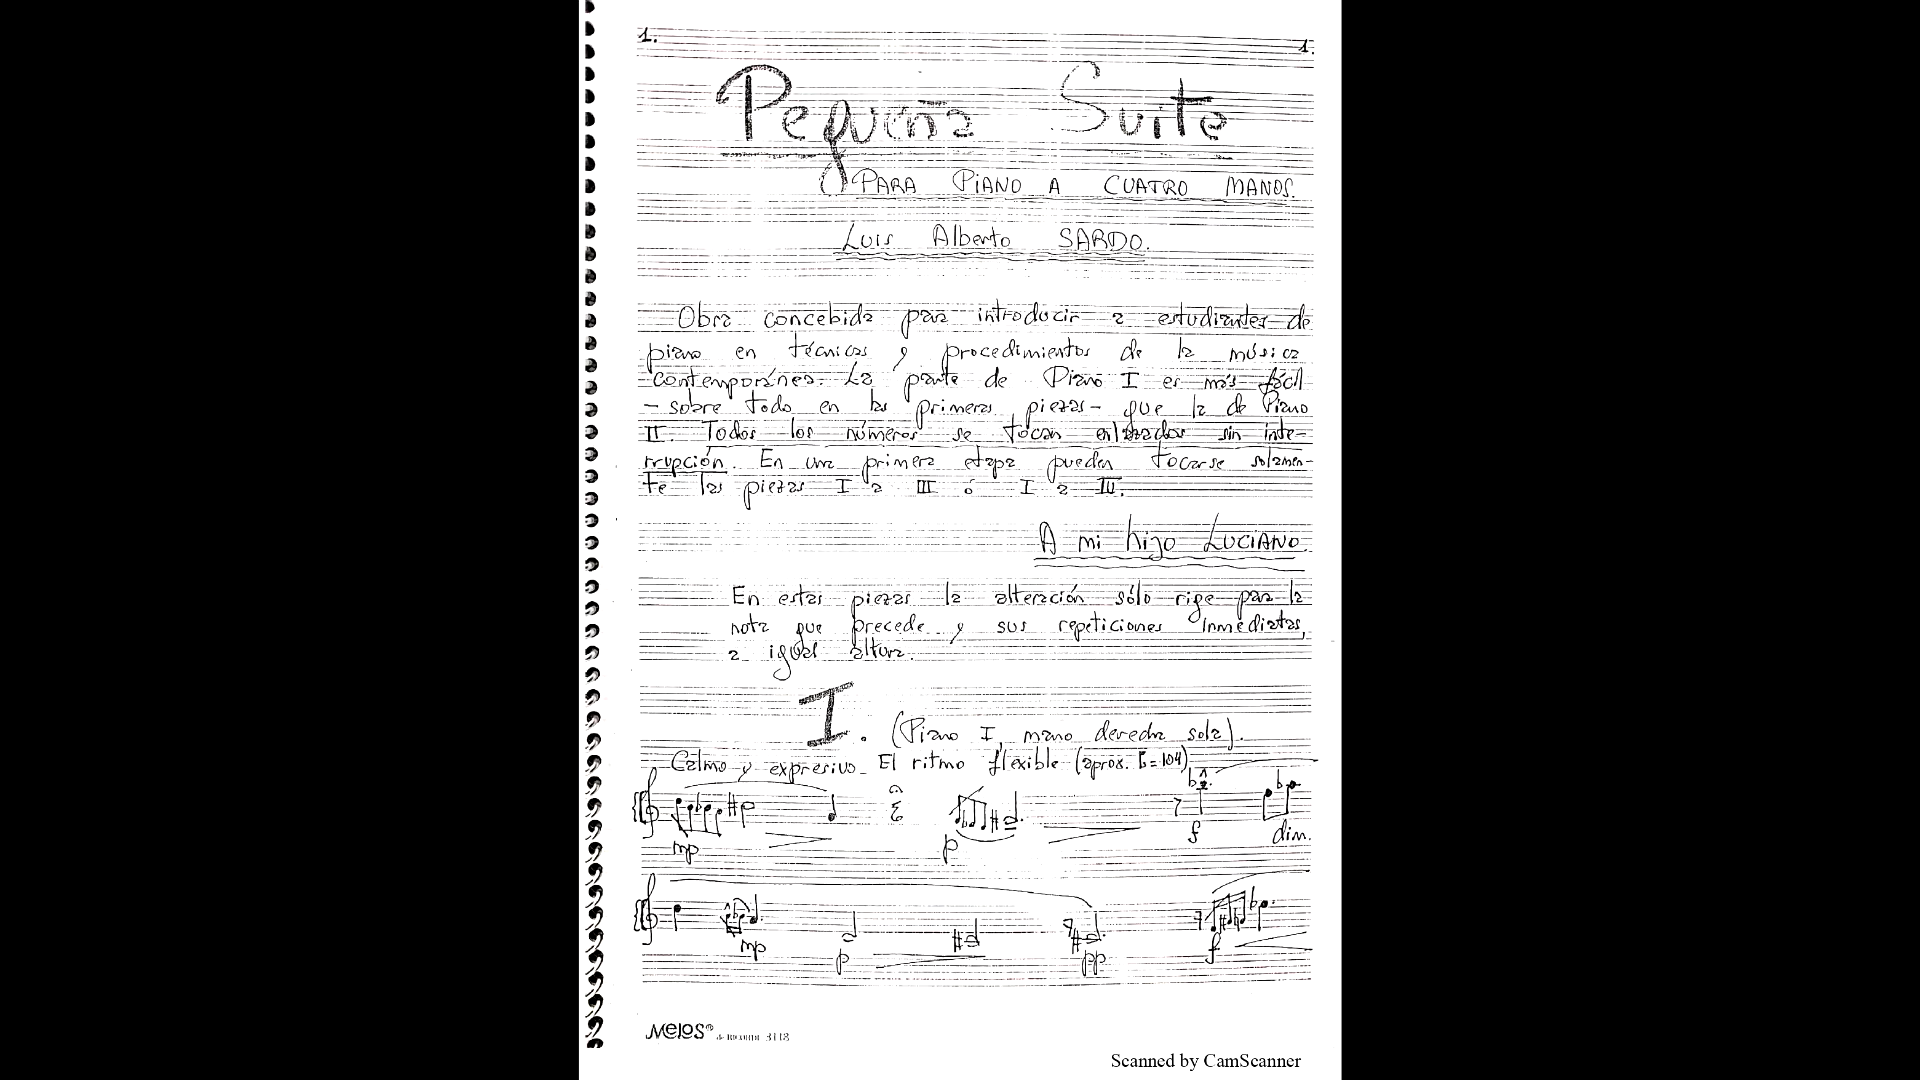 1. 1.
Pequeña Suite
PARA PIANO A CUATRO MANOS.
Luis Alberto SARDO.
Obra concebida para introducir a estudiantes de
piano en técnicas y procedimientos de la música
contemporánea. La parte de Piano I es más fácil
- sobre todo en las primeras piezas - que la de Piano
II. Todos los números se tocan enlazados sin inte-
rrupción. En una primera etapa pueden tocarse solamen-
te las piezas I a III ó I a IV.
A mi hijo LUCIANO.
En estas piezas la alteración sólo rige para la
nota que precede y sus repeticiones inmediatas,
a igual altura.
I. (Piano I, mano derecha sola).
Calmo y expresivo - El ritmo flexible (aprox. = 104)
mp p f dim.
mp p pp f
Melos de RICORDI 3118
Scanned by CamScanner